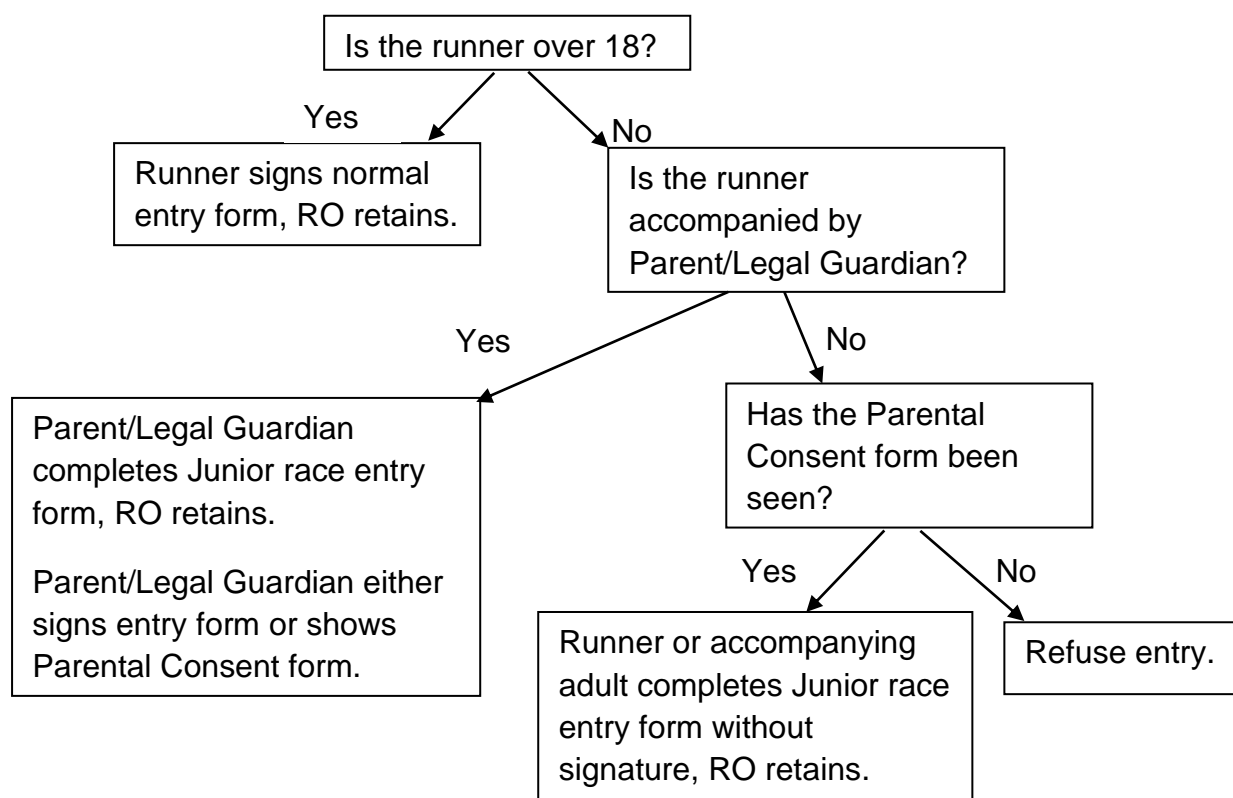 Is the runner over 18?
Yes
No
Runner signs normal
entry form, RO retains.
Is the runner
accompanied by
Parent/Legal Guardian?
Yes
No
Parent/Legal Guardian
completes Junior race entry
form, RO retains.
Parent/Legal Guardian either
signs entry form or shows
Parental Consent form.
Has the Parental
Consent form been
seen?
Yes
No
Runner or accompanying
adult completes Junior race
entry form without
signature, RO retains.
Refuse entry.